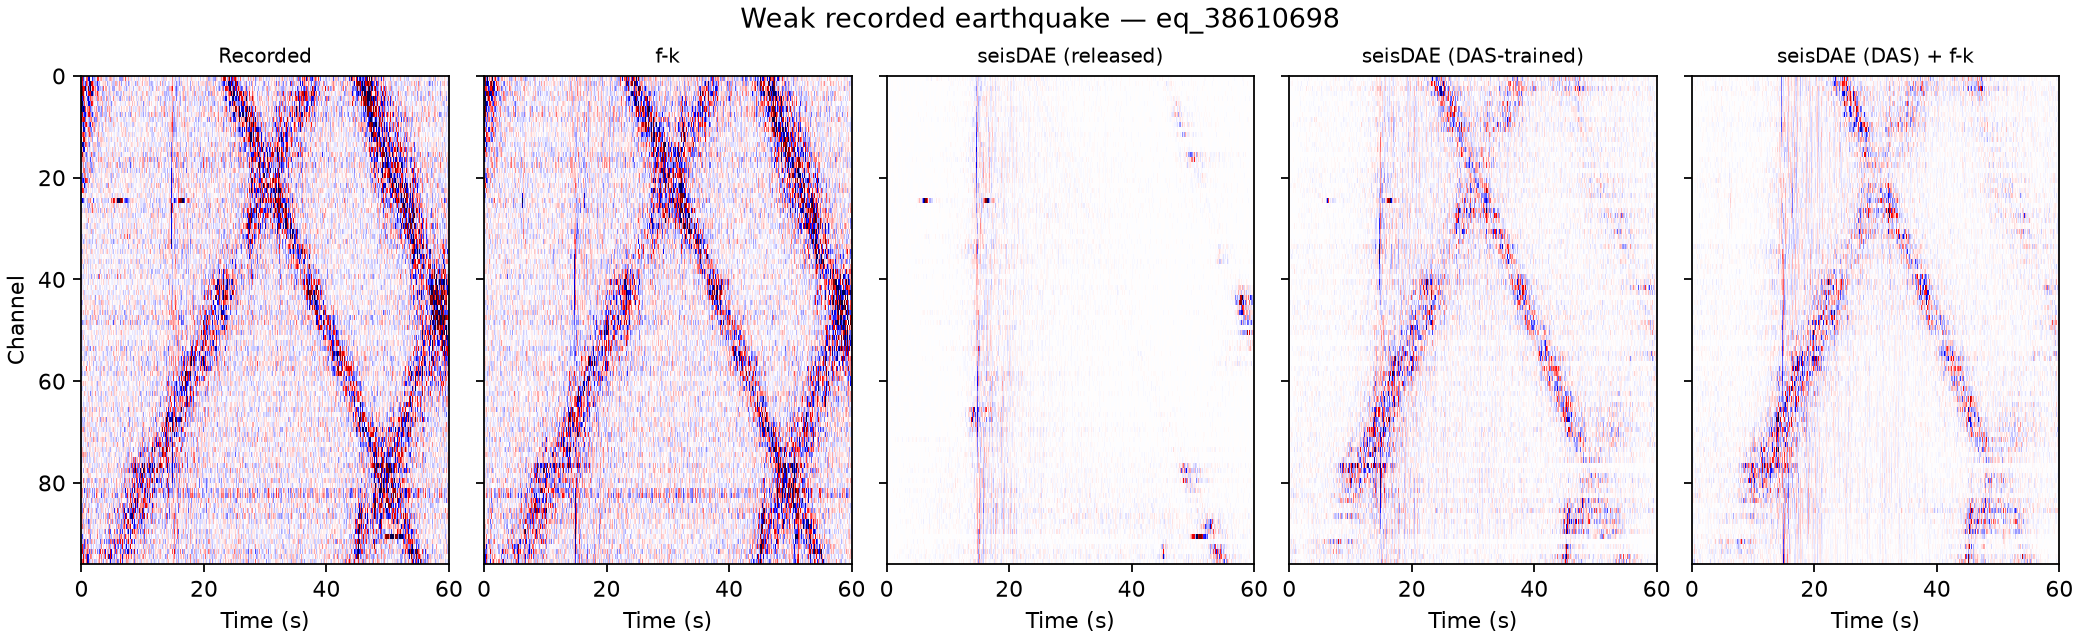 Weak recorded earthquake — eq_38610698
Recorded
f-k
seisDAE (released)
seisDAE (DAS-trained)
seisDAE (DAS) + f-k
Channel
0
20
40
60
80
0 20 40 60
0 20 40 60
0 20 40 60
0 20 40 60
0 20 40 60
Time (s)
Time (s)
Time (s)
Time (s)
Time (s)